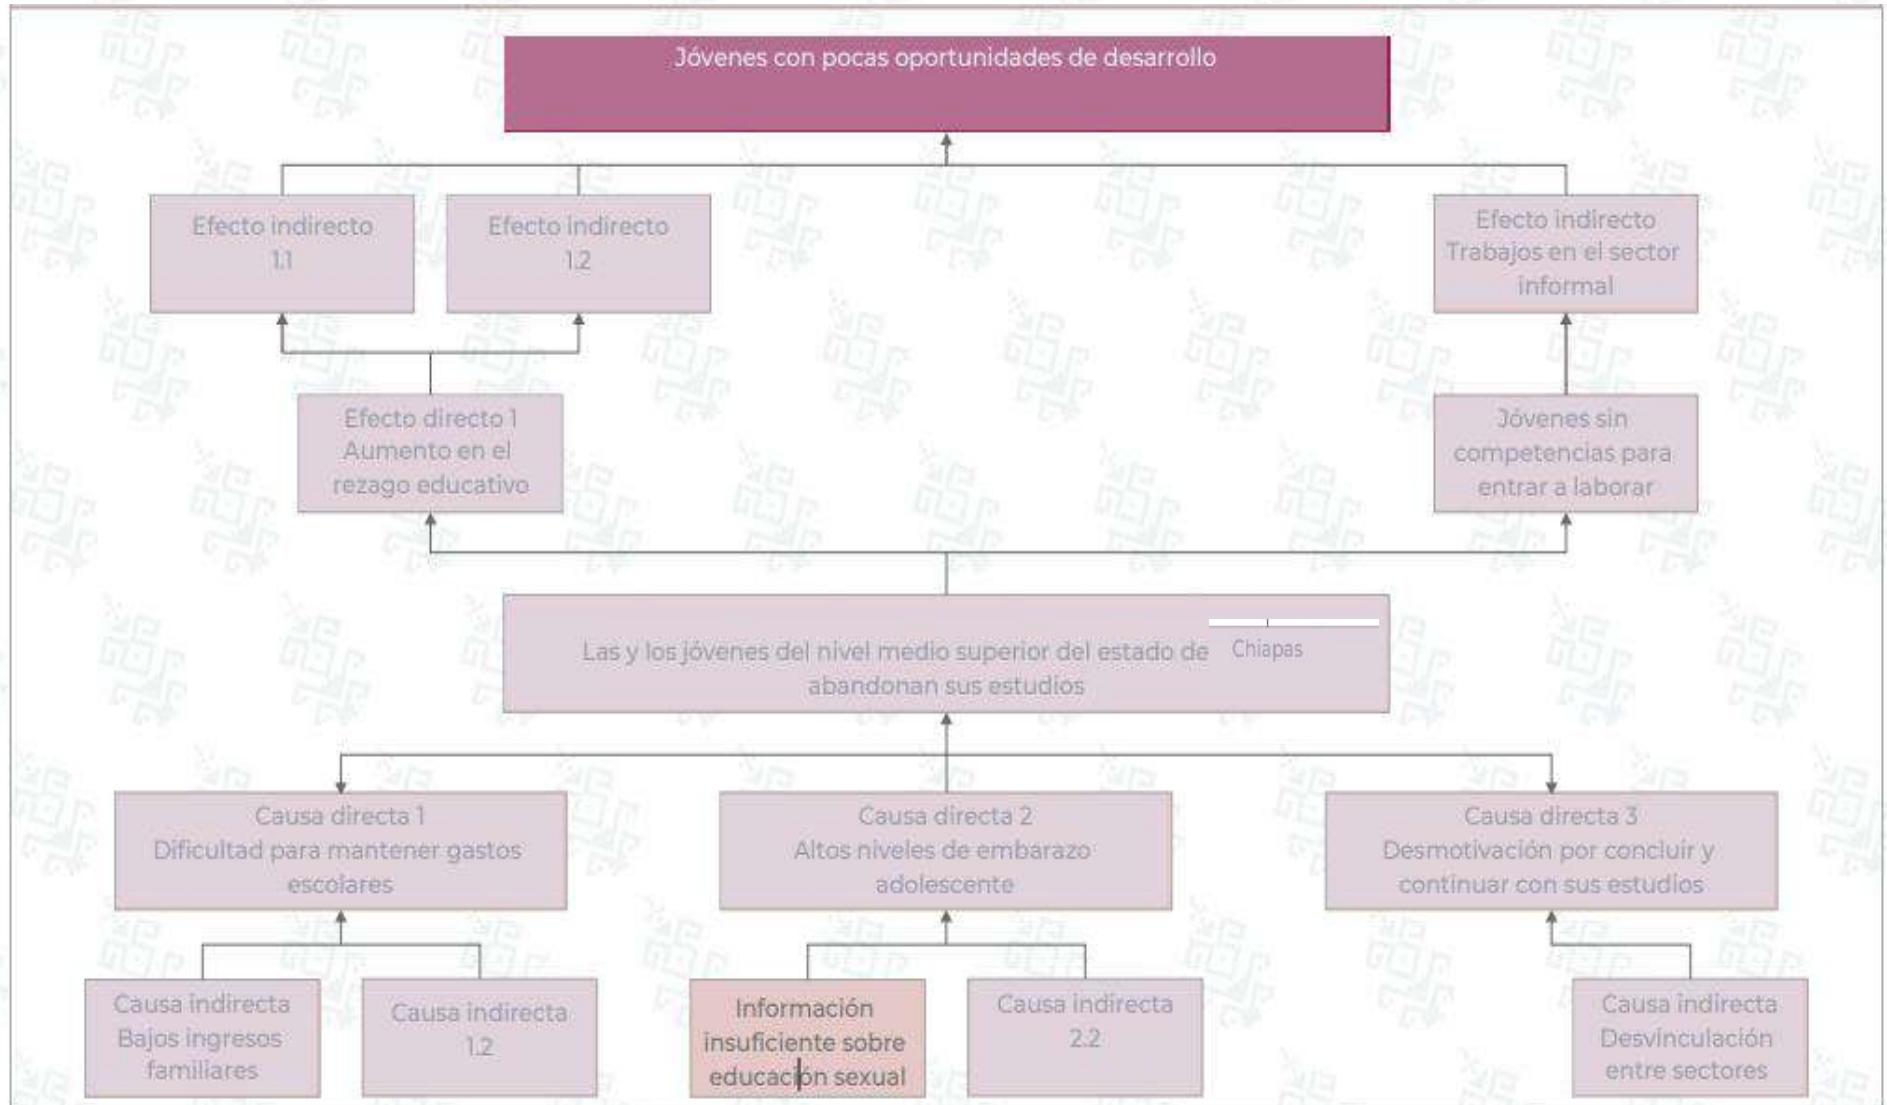 Jóvenes con pocas oportunidades de desarrollo
Efecto indirecto
1.1
Efecto indirecto
1.2
Efecto indirecto
Trabajos en el sector
informal
Efecto directo 1
Aumento en el
rezago educativo
Jóvenes sin
competencias para
entrar a laborar
Las y los jóvenes del nivel medio superior del estado de Chiapas
abandonan sus estudios
Causa directa 1
Dificultad para mantener gastos
escolares
Causa directa 2
Altos niveles de embarazo
adolescente
Causa directa 3
Desmotivación por concluir y
continuar con sus estudios
Causa indirecta
Bajos ingresos
familiares
Causa indirecta
1.2
Información
insuficiente sobre
educación sexual
Causa indirecta
2.2
Causa indirecta
Desvinculación
entre sectores